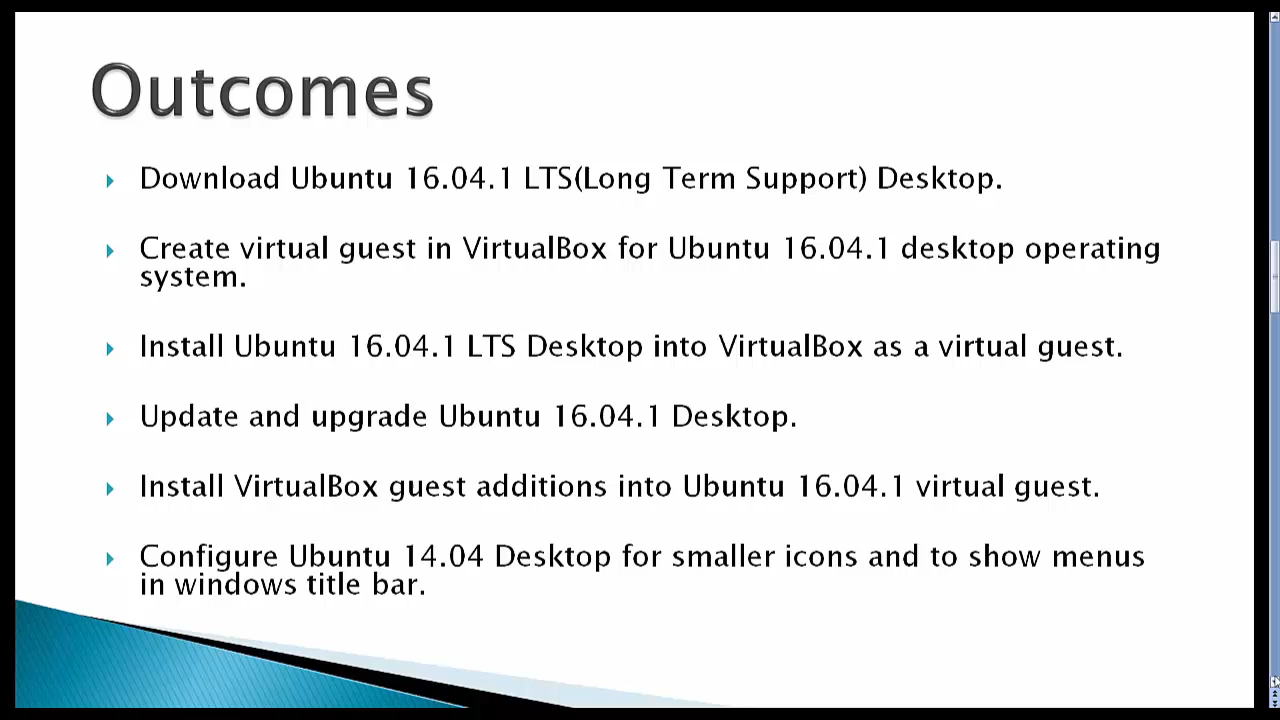 Outcomes
Download Ubuntu 16.04.1 LTS(Long Term Support) Desktop.
Create virtual guest in VirtualBox for Ubuntu 16.04.1 desktop operating
system.
Install Ubuntu 16.04.1 LTS Desktop into VirtualBox as a virtual guest.
Update and upgrade Ubuntu 16.04.1 Desktop.
Install VirtualBox guest additions into Ubuntu 16.04.1 virtual guest.
Configure Ubuntu 14.04 Desktop for smaller icons and to show menus
in windows title bar.